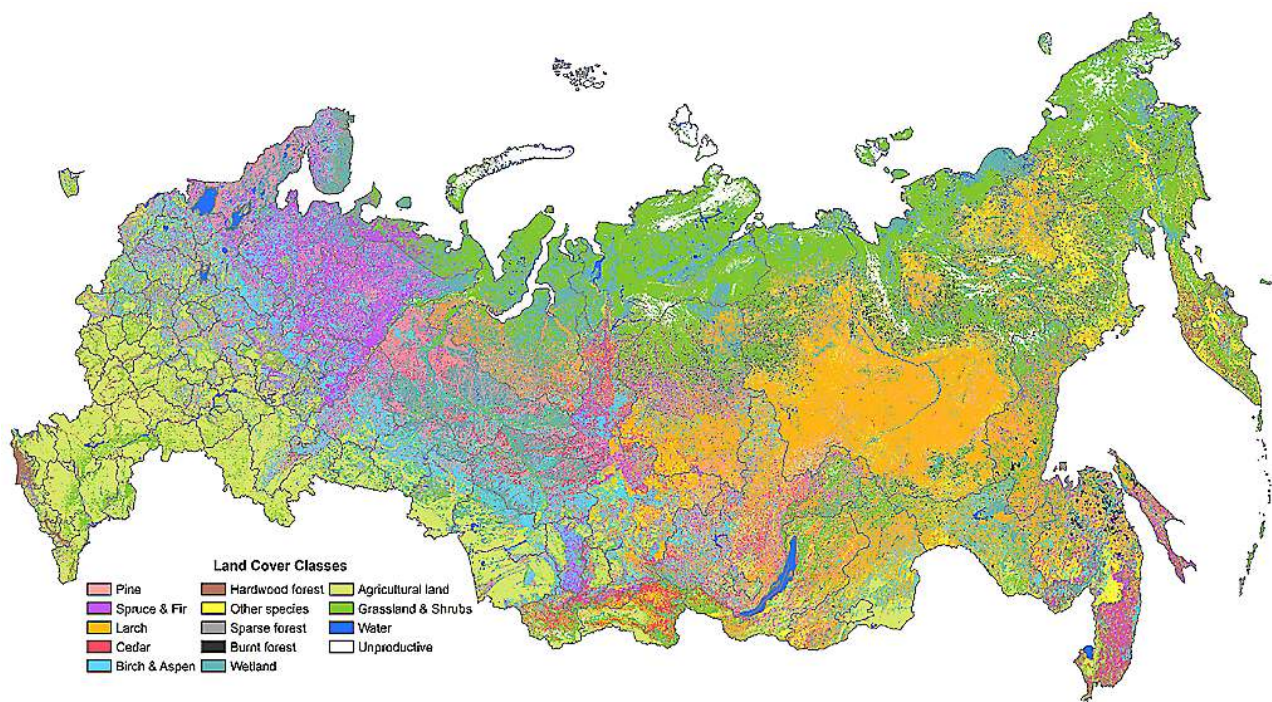 Land Cover Classes
Pine
Spruce & Fir
Larch
Cedar
Birch & Aspen
Hardwood forest
Other species
Sparse forest
Burnt forest
Wetland
Agricultural land
Grassland & Shrubs
Water
Unproductive